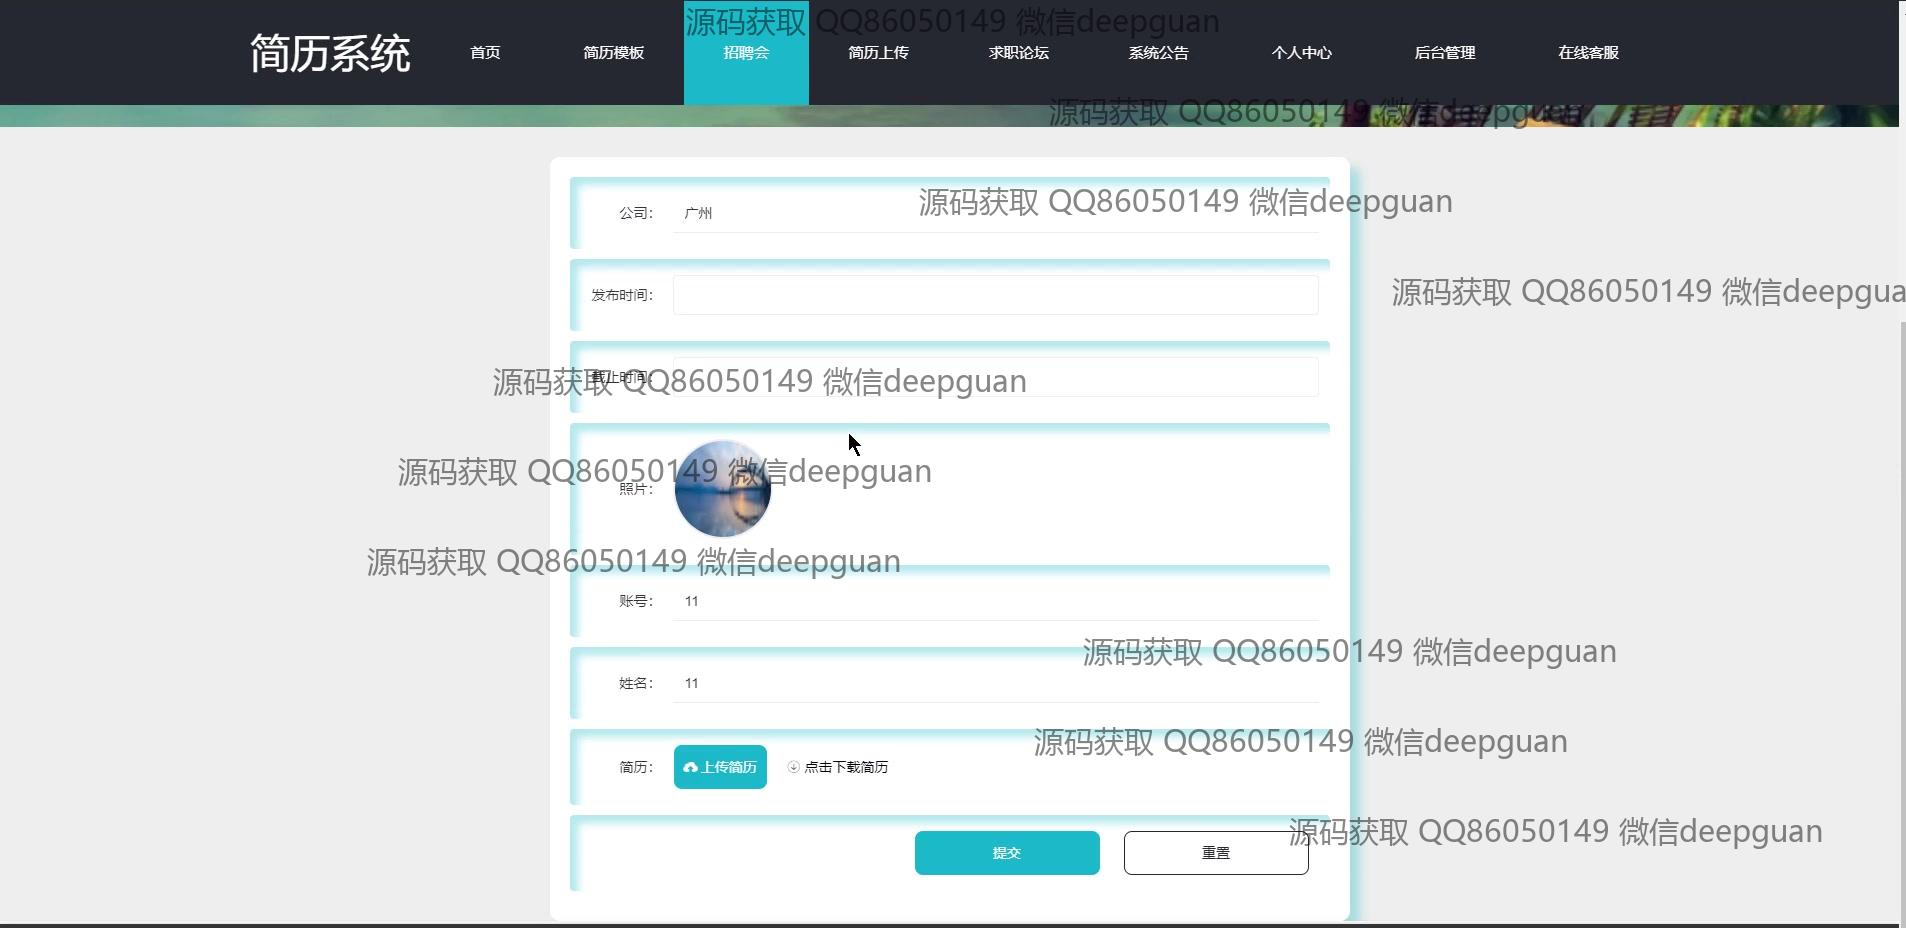 源码获取 QQ86050149 微信deepguan
简历系统 首页 简历模板 招聘会 简历上传 求职论坛 系统公告 个人中心 后台管理 在线客服
源码获取 QQ86050149 微信deepguan
源码获取 QQ86050149 微信deepguan
公司： 广州
源码获取 QQ86050149 微信deepgua
发布时间：
截止时间：
源码获取 QQ86050149 微信deepguan
源码获取 QQ86050149 微信deepguan
照片：
源码获取 QQ86050149 微信deepguan
账号： 11
源码获取 QQ86050149 微信deepguan
姓名： 11
源码获取 QQ86050149 微信deepguan
简历： 上传简历 点击下载简历
源码获取 QQ86050149 微信deepguan
提交 重置